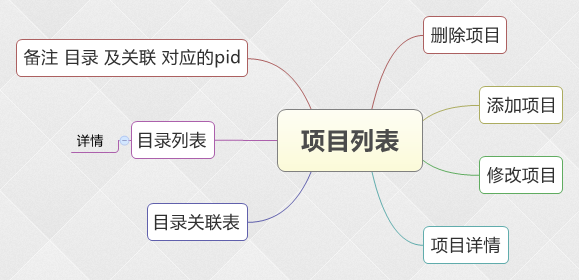 删除项目
备注 目录 及关联 对应的pid
添加项目
项目列表
详情
目录列表
修改项目
目录关联表
项目详情